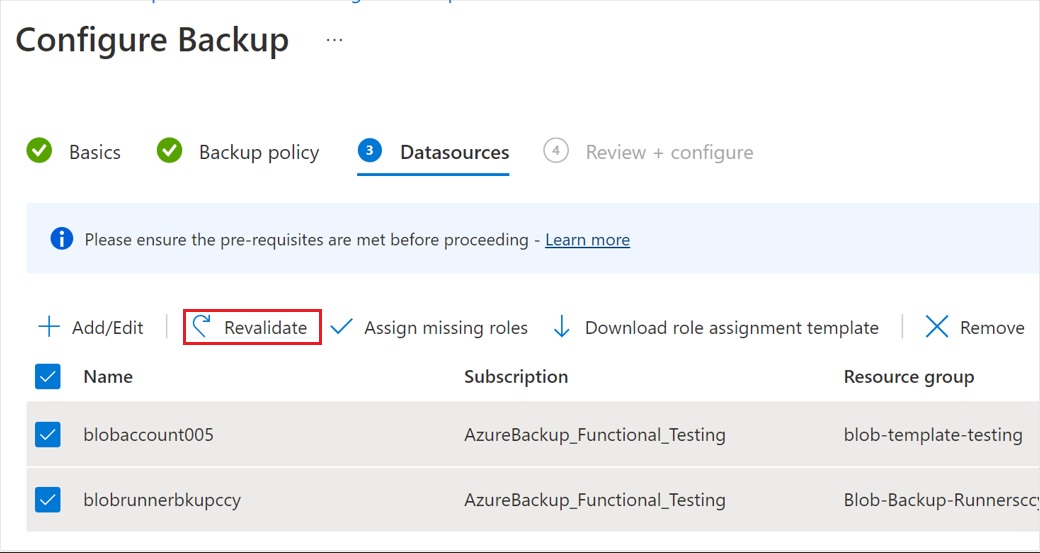 Configure Backup ...
Basics Backup policy 3 Datasources 4 Review + configure
Please ensure the pre-requisites are met before proceeding - Learn more
Add/Edit Revalidate Assign missing roles Download role assignment template Remove
Name Subscription Resource group
blobaccount005 AzureBackup_Functional_Testing blob-template-testing
blobrunnerbkupccy AzureBackup_Functional_Testing Blob-Backup-Runnersccy